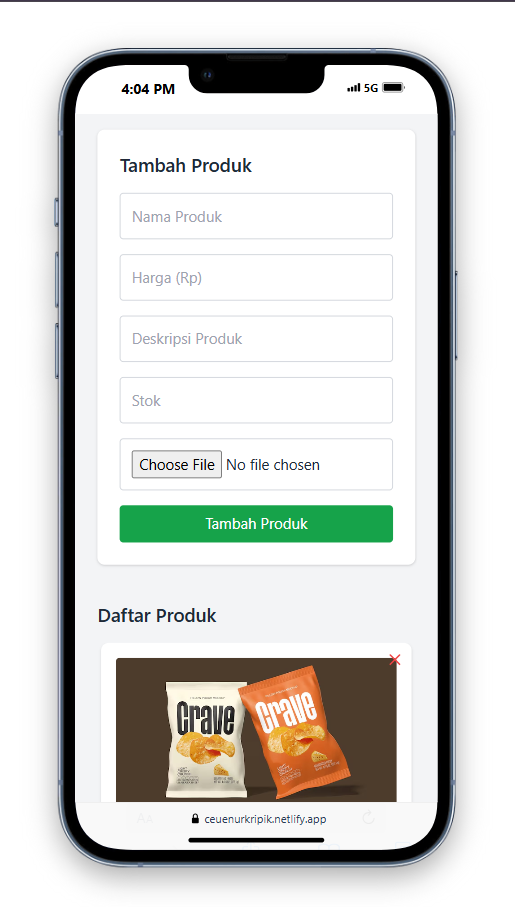 4:04 PM
5G
Tambah Produk
Nama Produk
Harga (Rp)
Deskripsi Produk
Stok
Choose File No file chosen
Tambah Produk
Daftar Produk
Crave
Crave
AA
ceuenurkripik.netlify.app